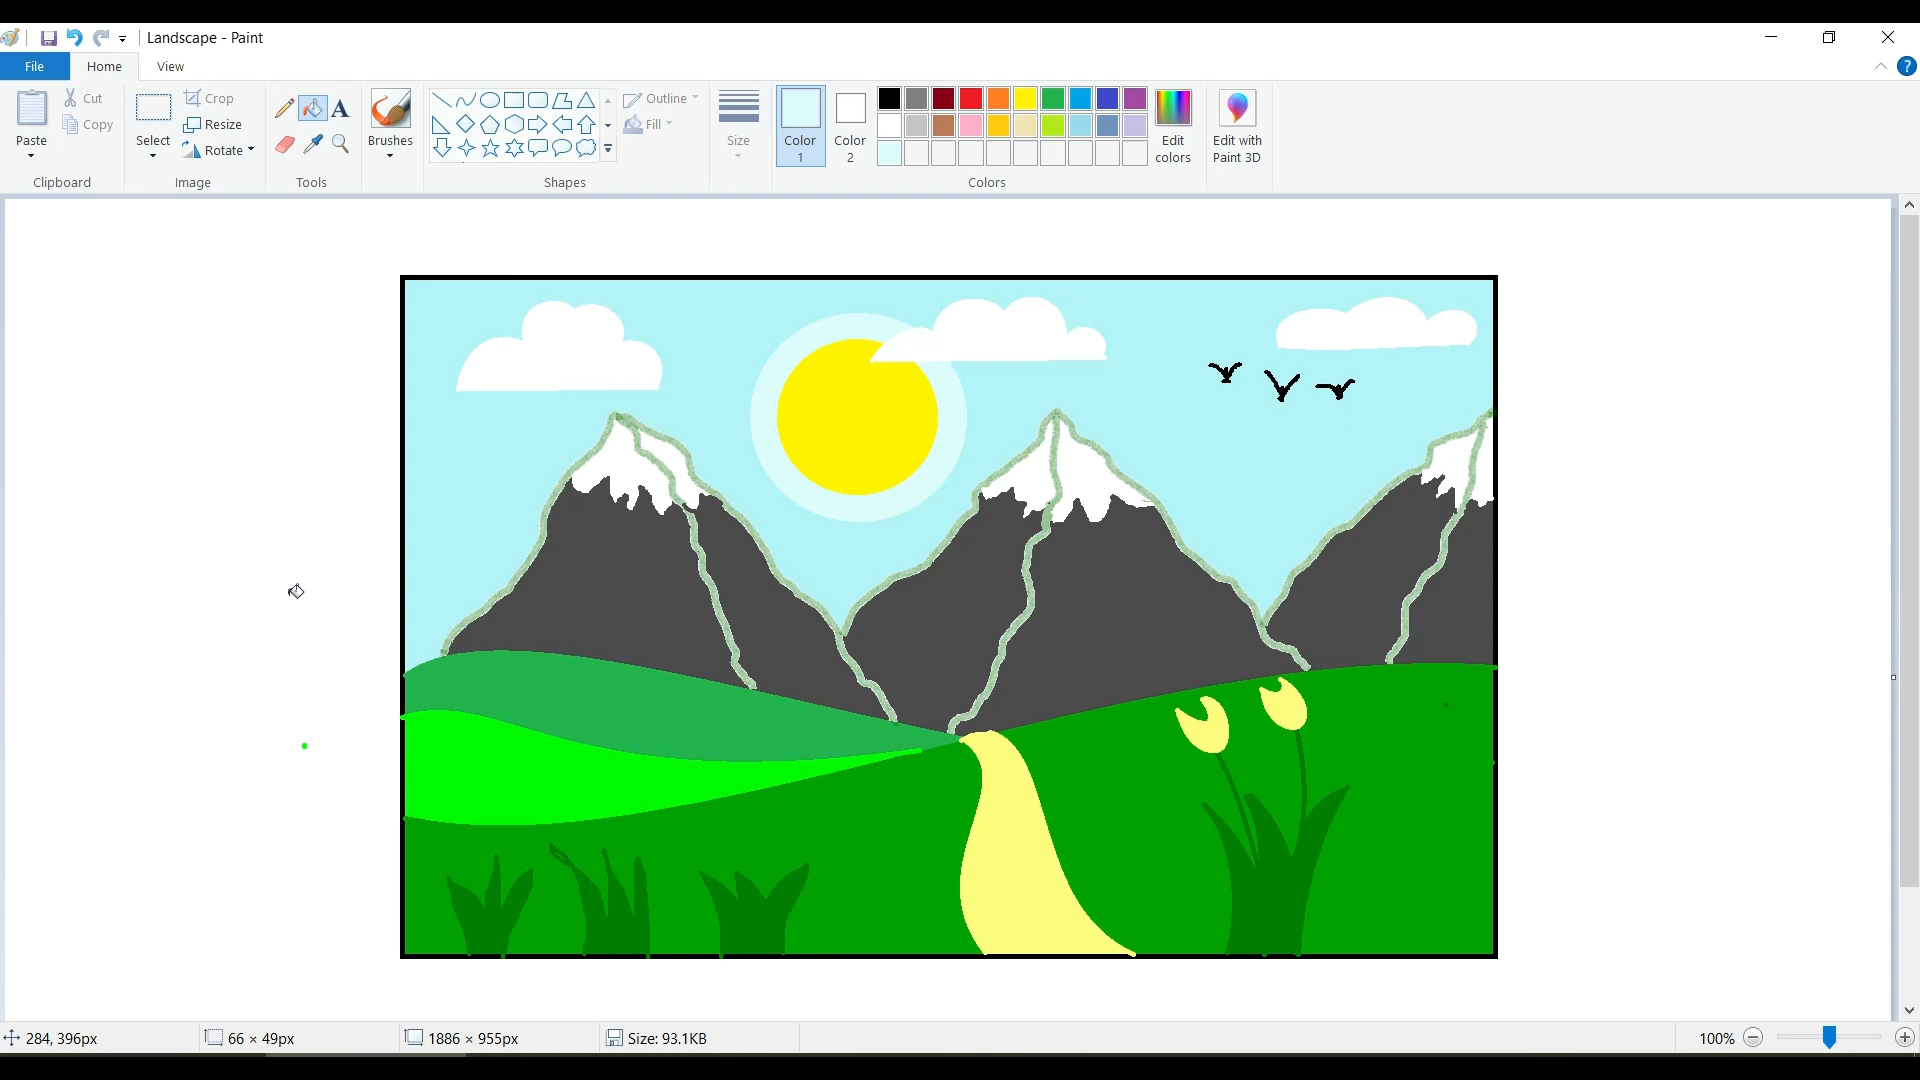 Landscape - Paint
File Home View ?
Paste
Cut
Copy
Clipboard
Select
Crop
Resize
Rotate
Image
A
Tools
Brushes
Shapes
Outline
Fill
Size
Color
1
Color
2
Edit
colors
Colors
Edit with
Paint 3D
284, 396px
66 × 49px
1886 × 955px
Size: 93.1KB
100%